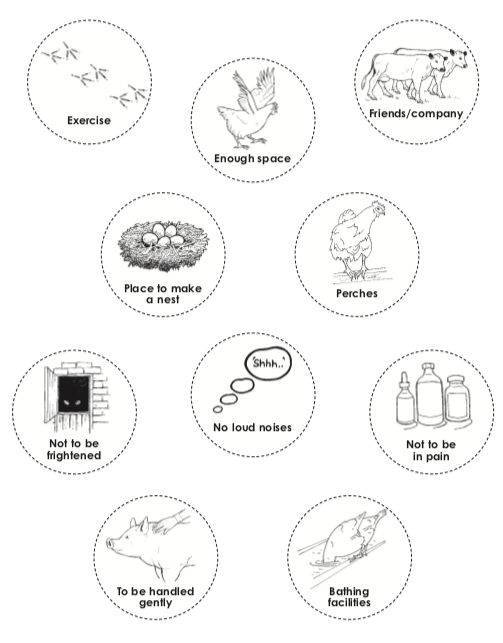 Exercise
Enough space
Friends/company
Place to make
a nest
Perches
Not to be
frightened
'Shhh..'
No loud noises
Not to be
in pain
To be handled
gently
Bathing
facilities